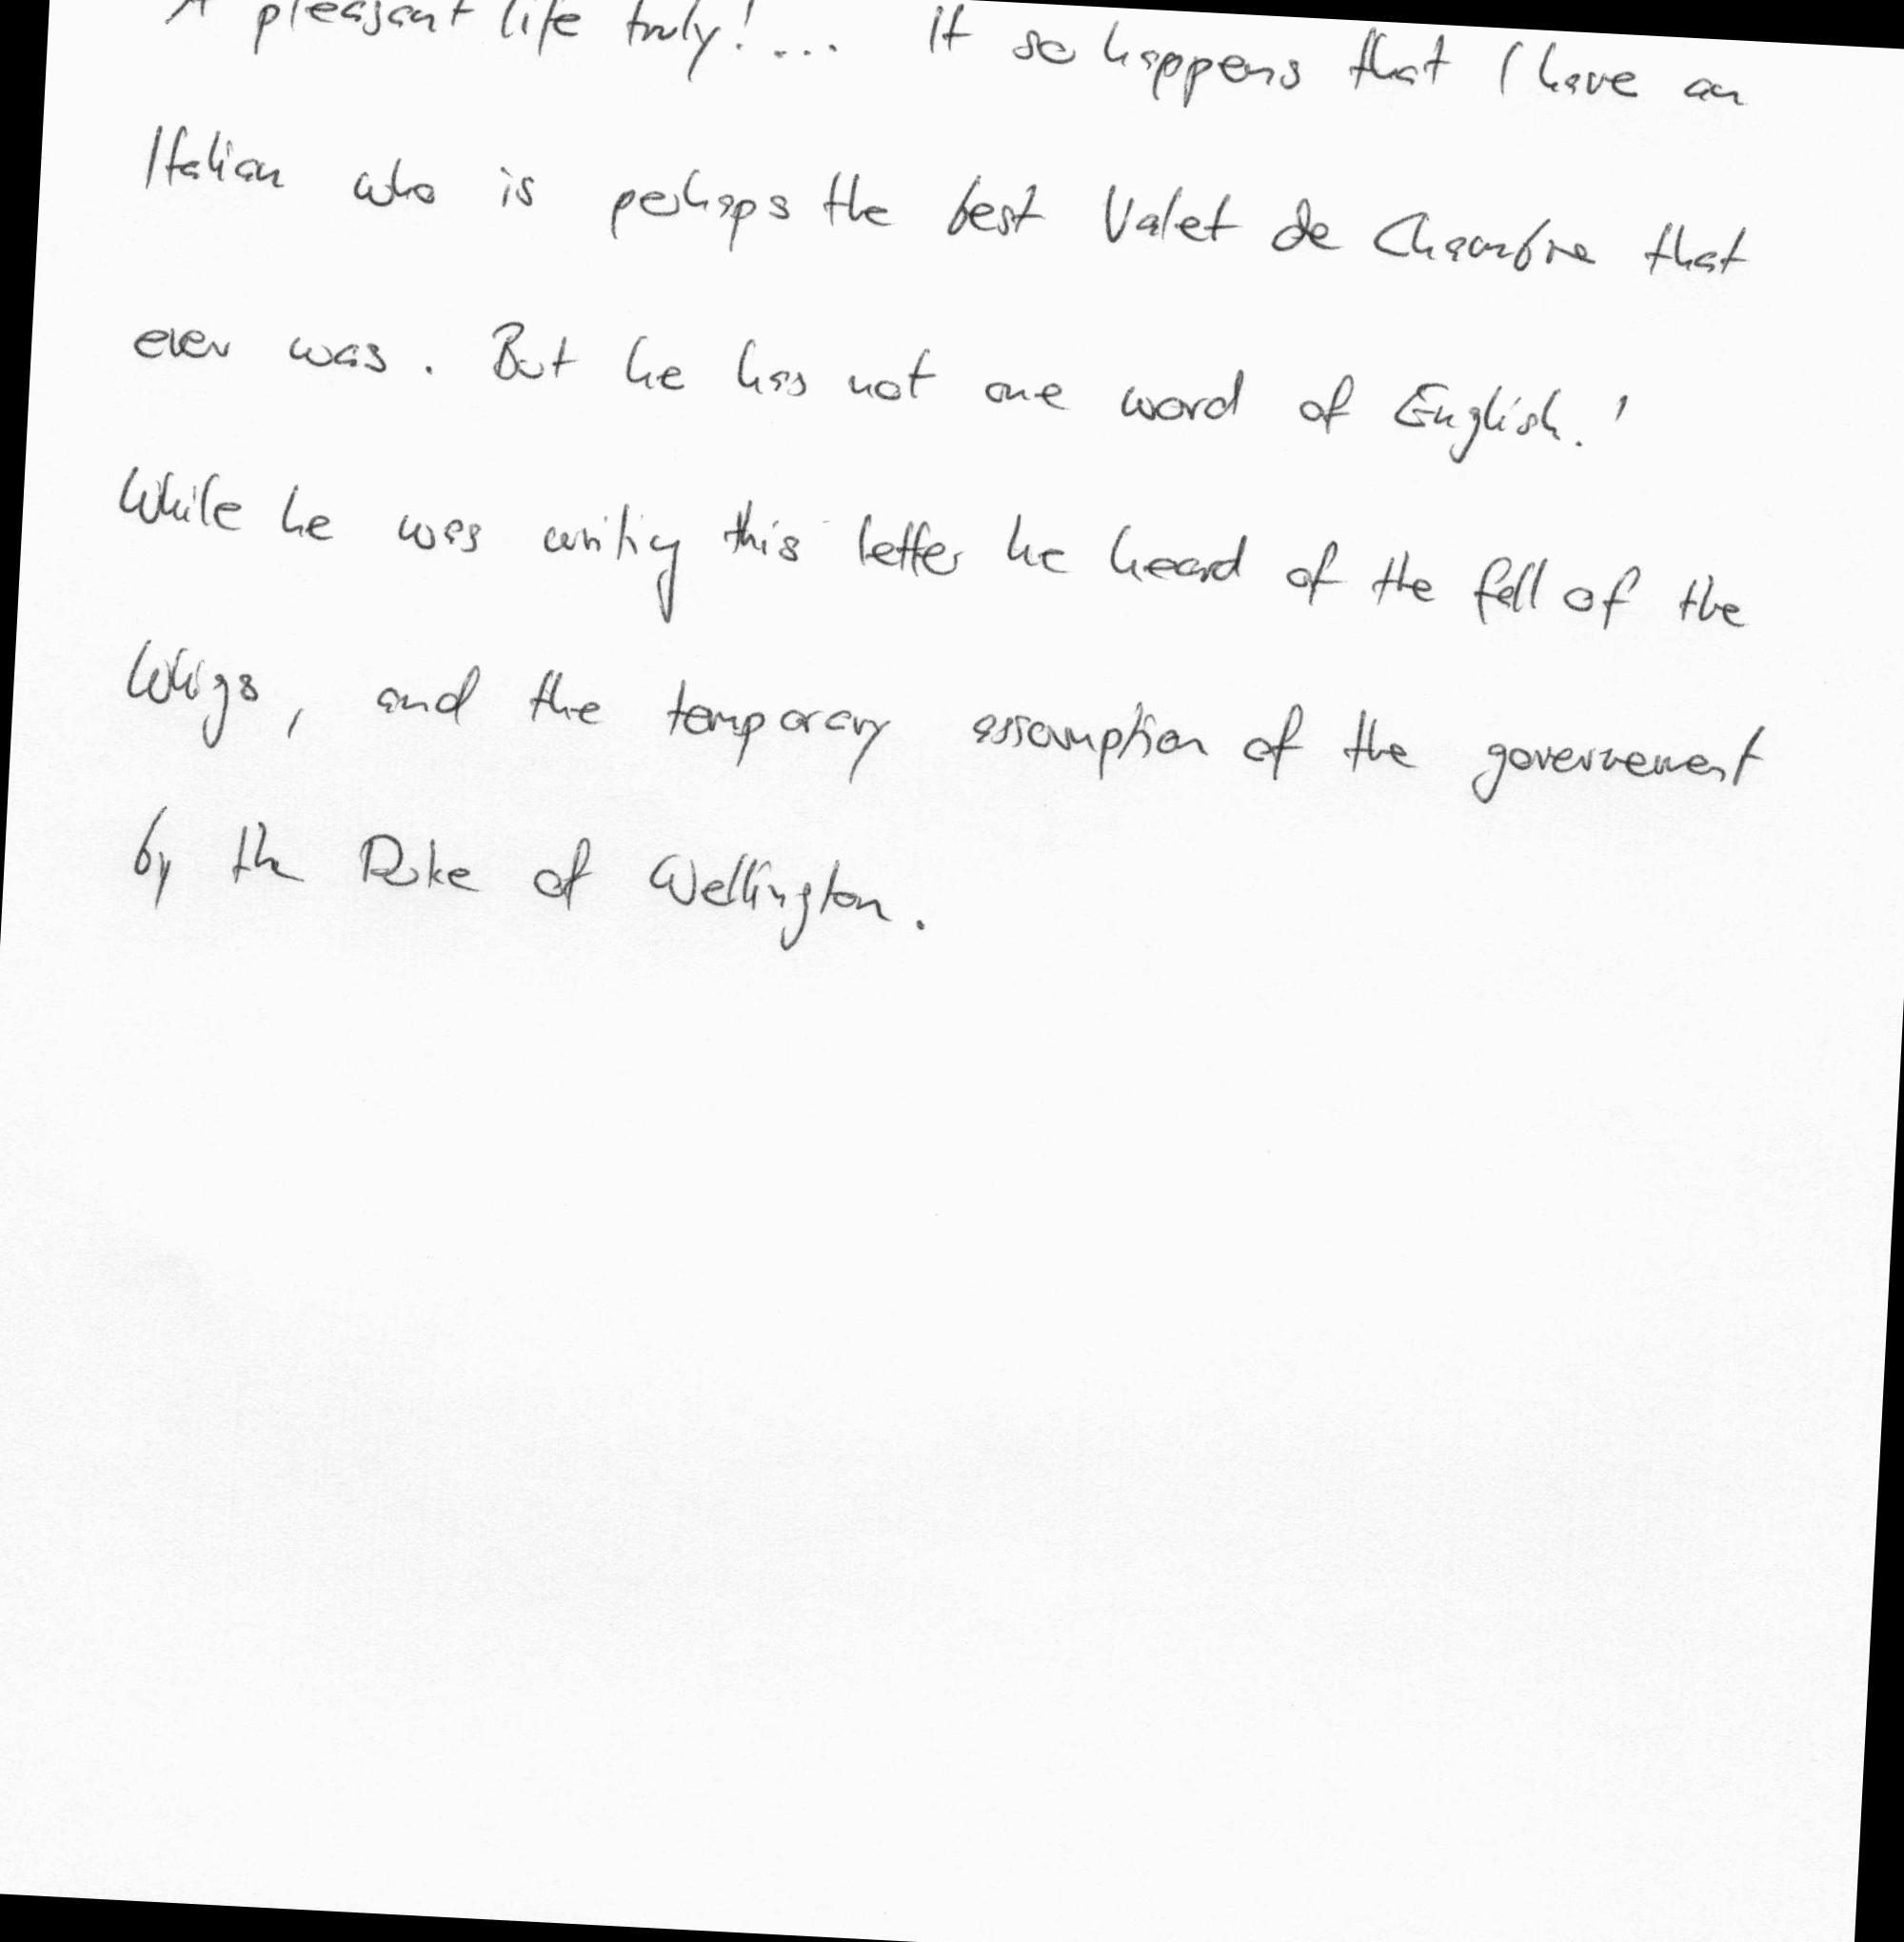 A pleasant life truly! ... It so happens that I have an
Italian who is perhaps the best Valet de Chambre that
ever was. But he has not one word of English.'
While he was writing this letter he heard of the fall of the
Whigs, and the temporary assumption of the government
by the Duke of Wellington.